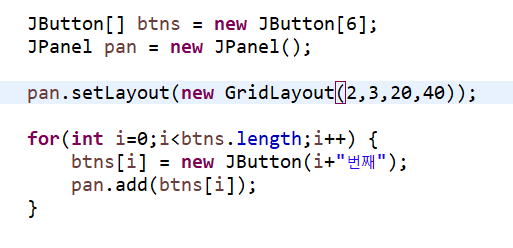 JButton[] btns = new JButton[6];
JPanel pan = new JPanel();
pan.setLayout(new GridLayout(2,3,20,40));
for(int i=0;i<btns.length;i++) {
btns[i] = new JButton(i+"번째");
pan.add(btns[i]);
}